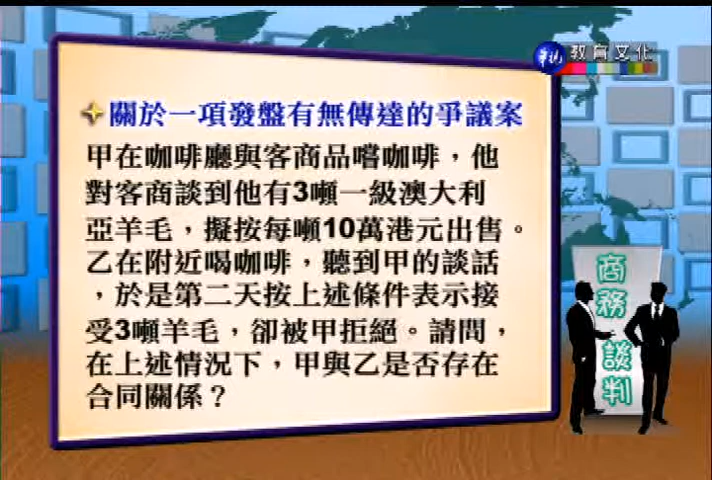 華視 教育文化
關於一項發盤有無傳達的爭議案
甲在咖啡廳與客商品嚐咖啡，他
對客商談到他有3噸一級澳大利
亞羊毛，擬按每噸10萬港元出售。
乙在附近喝咖啡，聽到甲的談話
，於是第二天按上述條件表示接
受3噸羊毛，卻被甲拒絕。請問，
在上述情況下，甲與乙是否存在
合同關係？
商務談判